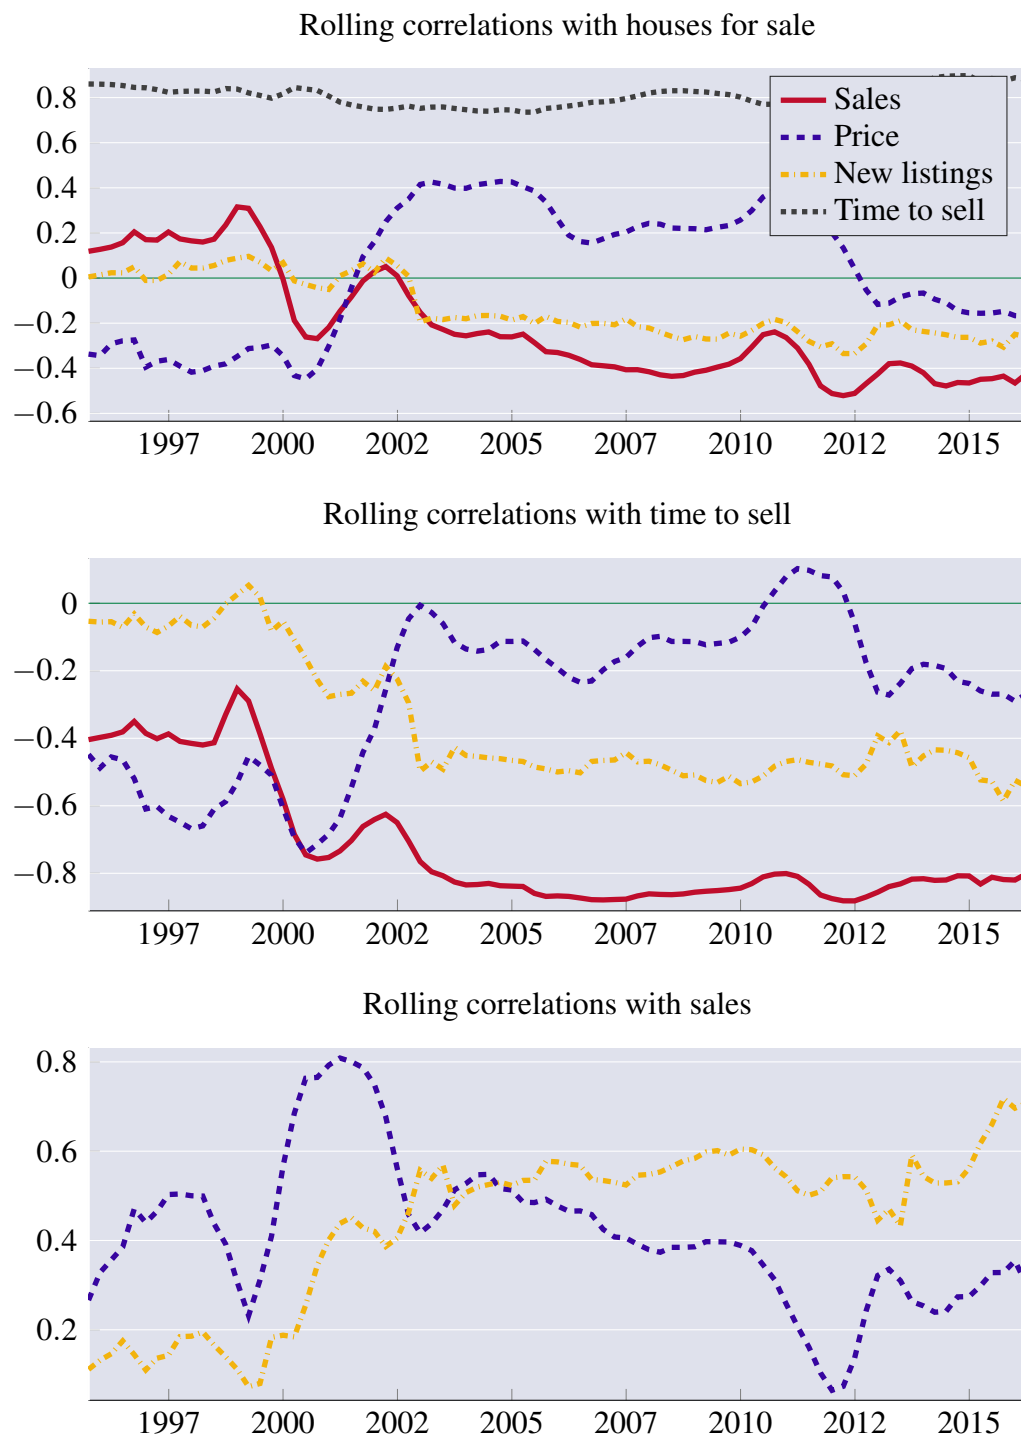 Rolling correlations with houses for sale
0.8
0.6
0.4
0.2
0
−0.2
−0.4
−0.6
Sales
Price
New listings
Time to sell
1997 2000 2002 2005 2007 2010 2012 2015
Rolling correlations with time to sell
0
−0.2
−0.4
−0.6
−0.8
1997 2000 2002 2005 2007 2010 2012 2015
Rolling correlations with sales
0.8
0.6
0.4
0.2
1997 2000 2002 2005 2007 2010 2012 2015